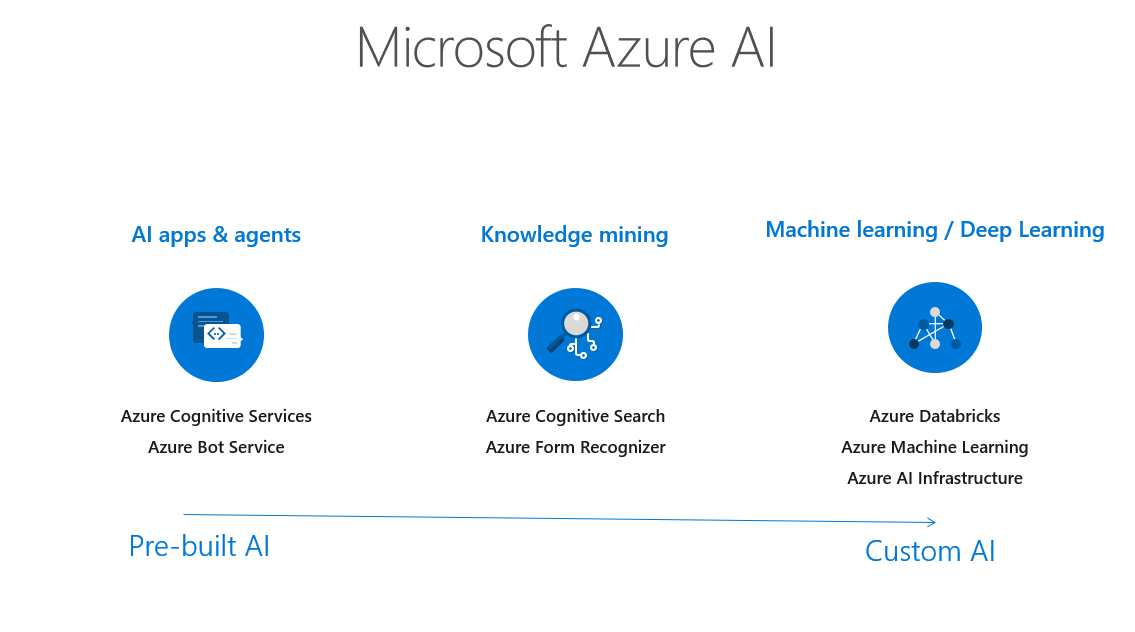 Microsoft Azure AI
AI apps & agents
Knowledge mining
Machine learning / Deep Learning
Azure Cognitive Services
Azure Bot Service
Azure Cognitive Search
Azure Form Recognizer
Azure Databricks
Azure Machine Learning
Azure AI Infrastructure
Pre-built AI
Custom AI